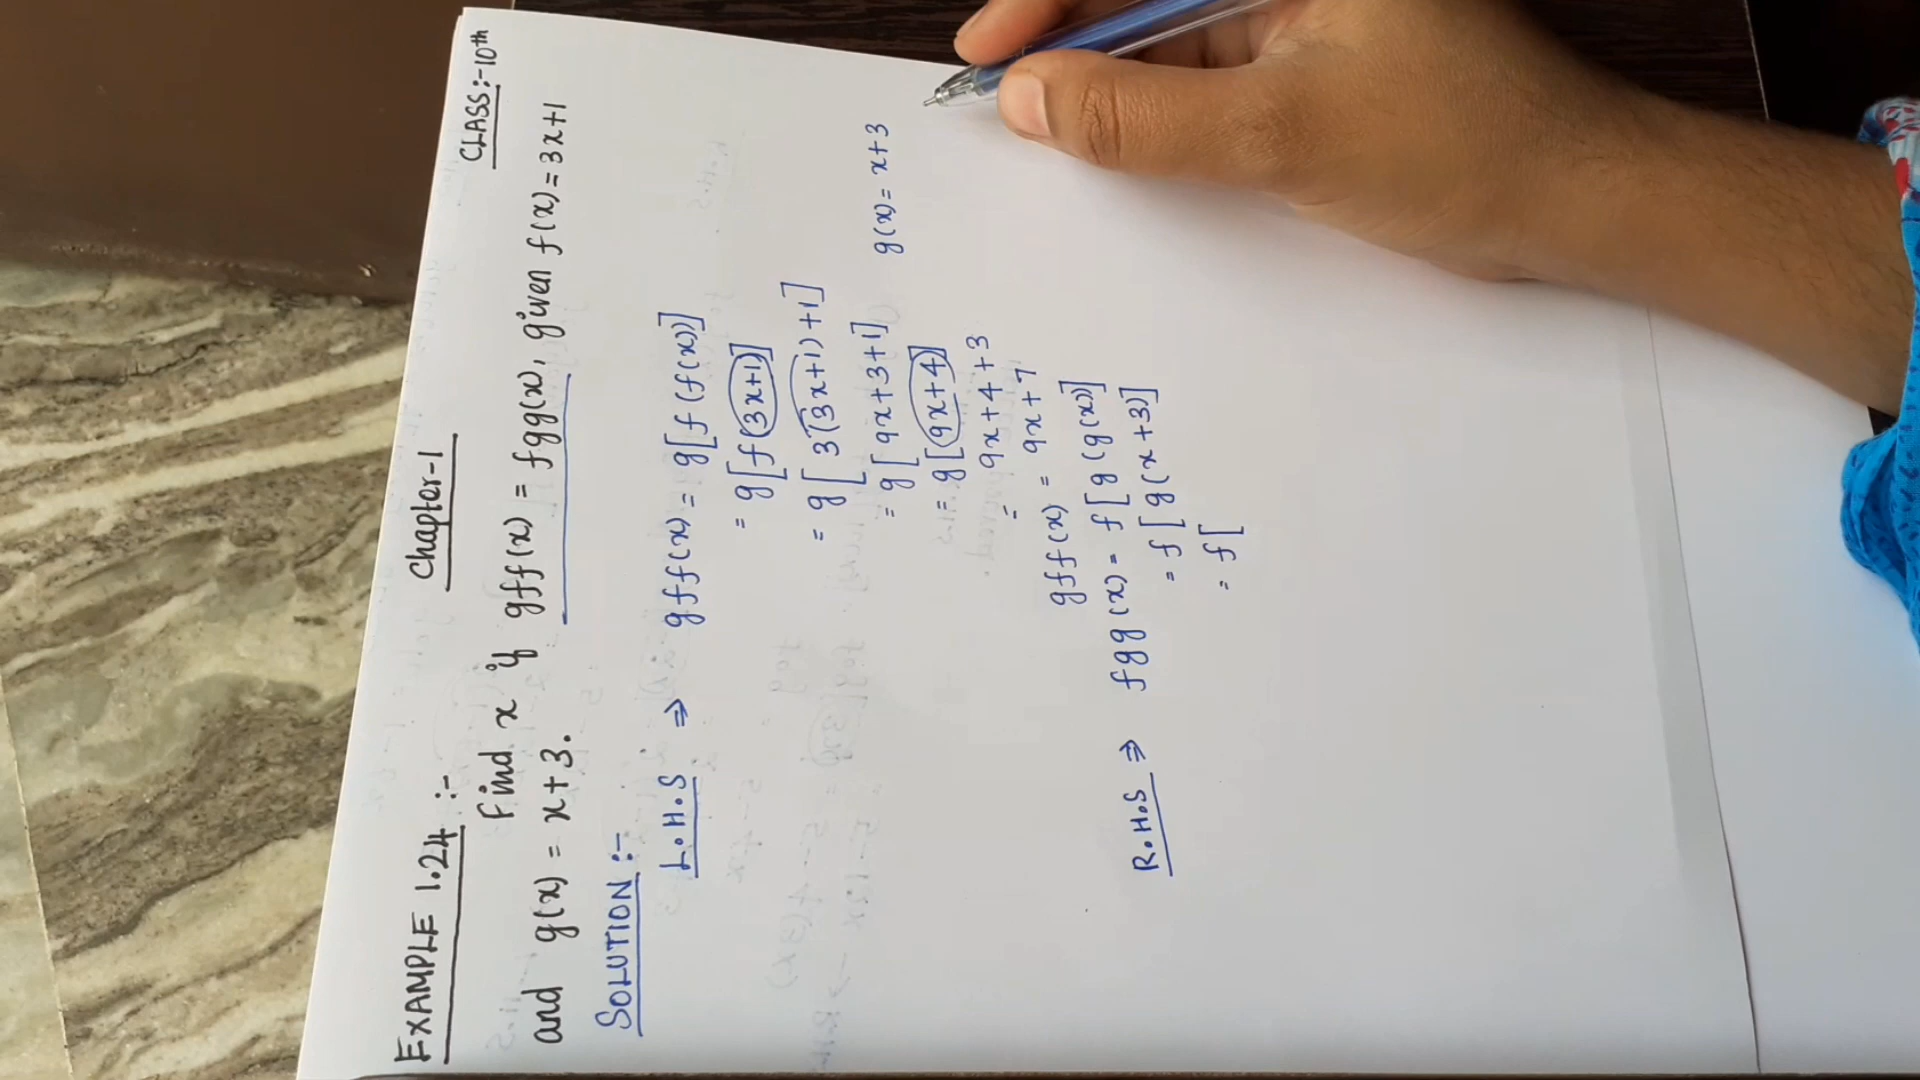 CLASS:-10th
Chapter-1
EXAMPLE 1.24 :-
Find x if gff(x) = fgg(x), given f(x) = 3x+1
and g(x) = x+3.
SOLUTION :-
L.H.S ⇒ gff(x) = g[f(f(x))]
= g[f(3x+1)]
= g[3(3x+1)+1]
= g[9x+3+1]
g(x) = x+3
= g[9x+4]
= 9x+4+3
gff(x) = 9x+7
R.H.S ⇒ fgg(x) = f[g(g(x))]
= f[g(x+3)]
= f[